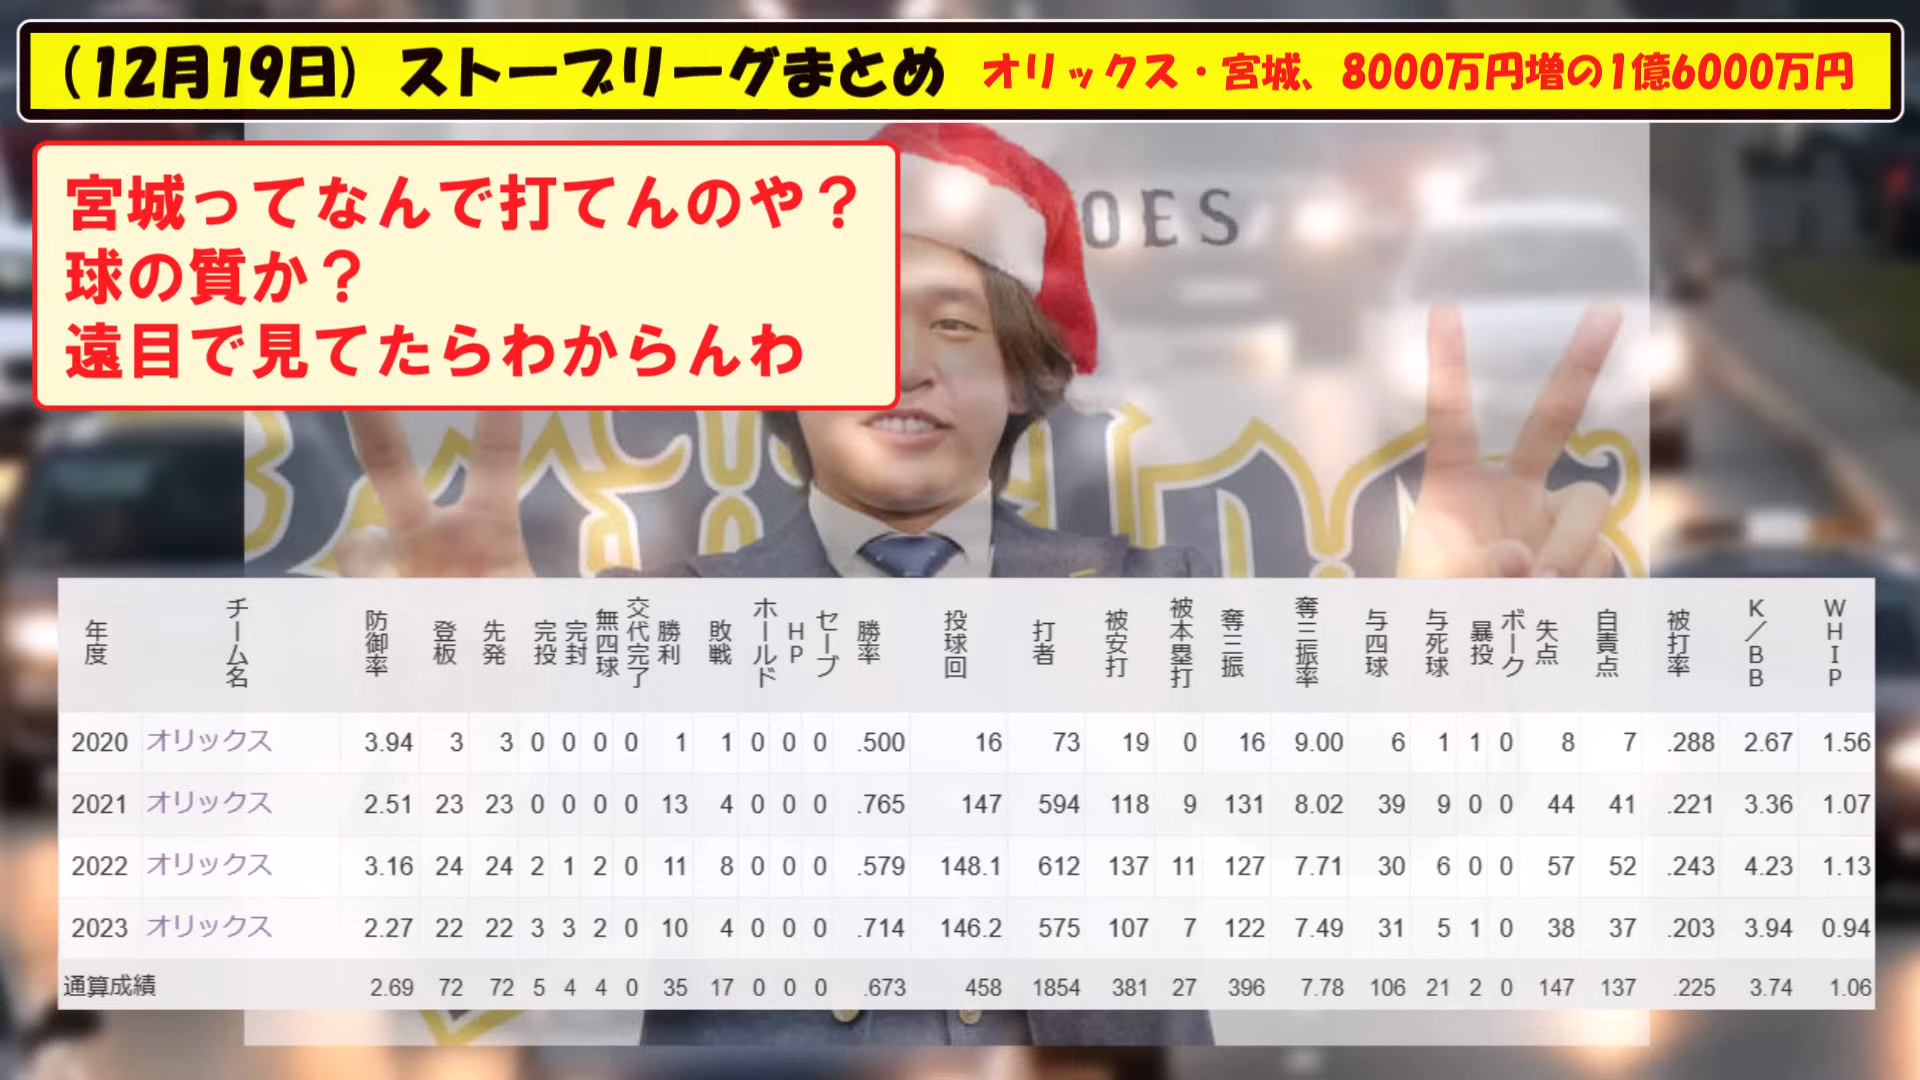 （12月19日）ストーブリーグまとめ オリックス・宮城、8000万円増の1億6000万円
宮城ってなんで打てんのや？
球の質か？
遠目で見てたらわからんわ
OES
年度 チーム名 防御率 登板 先発 完投 完封 無四球 交代完了 勝利 敗戦 ホールド HP セーブ 勝率 投球回 打者 被安打 被本塁打 奪三振 奪三振率 与四球 与死球 暴投 ボーク 失点 自責点 被打率 K／BB WHIP
2020 オリックス 3.94 3 3 0 0 0 0 1 1 0 0 0 .500 16 73 19 0 16 9.00 6 1 1 0 8 7 .288 2.67 1.56
2021 オリックス 2.51 23 23 0 0 0 0 13 4 0 0 0 .765 147 594 118 9 131 8.02 39 9 0 0 44 41 .221 3.36 1.07
2022 オリックス 3.16 24 24 2 1 2 0 11 8 0 0 0 .579 148.1 612 137 11 127 7.71 30 6 0 0 57 52 .243 4.23 1.13
2023 オリックス 2.27 22 22 3 3 2 0 10 4 0 0 0 .714 146.2 575 107 7 122 7.49 31 5 1 0 38 37 .203 3.94 0.94
通算成績 2.69 72 72 5 4 4 0 35 17 0 0 0 .673 458 1854 381 27 396 7.78 106 21 2 0 147 137 .225 3.74 1.06